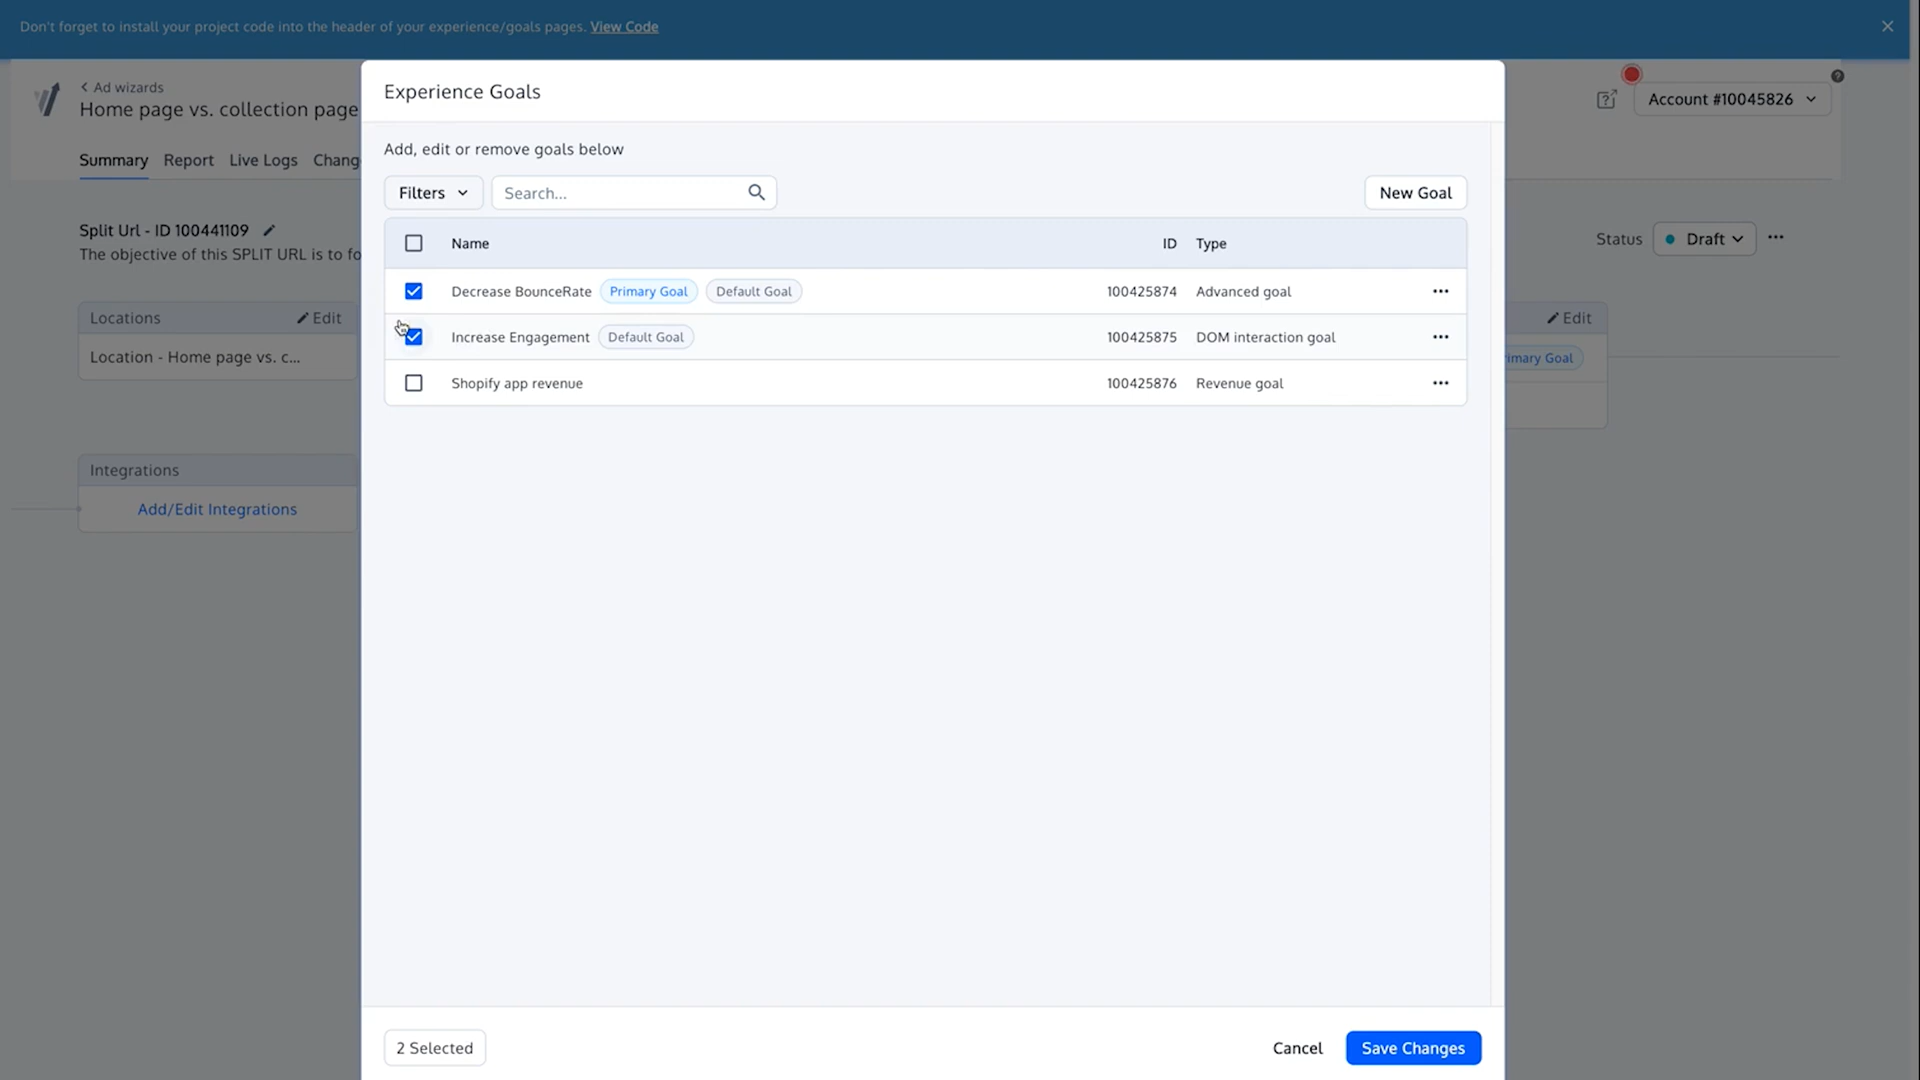 Don't forget to install your project code into the header of your experience/goals pages. View Code
Ad wizards
Home page vs. collection page
Account #10045826
Summary Report Live Logs Chang
Split Url - ID 100441109
The objective of this SPLIT URL is to fo
Status Draft
Locations Edit
Location - Home page vs. c...
Integrations
Add/Edit Integrations
Experience Goals
Add, edit or remove goals below
Filters Search... New Goal
Name ID Type
Decrease BounceRate Primary Goal Default Goal 100425874 Advanced goal
Increase Engagement Default Goal 100425875 DOM interaction goal
Shopify app revenue 100425876 Revenue goal
2 Selected Cancel Save Changes
Edit
rimary Goal